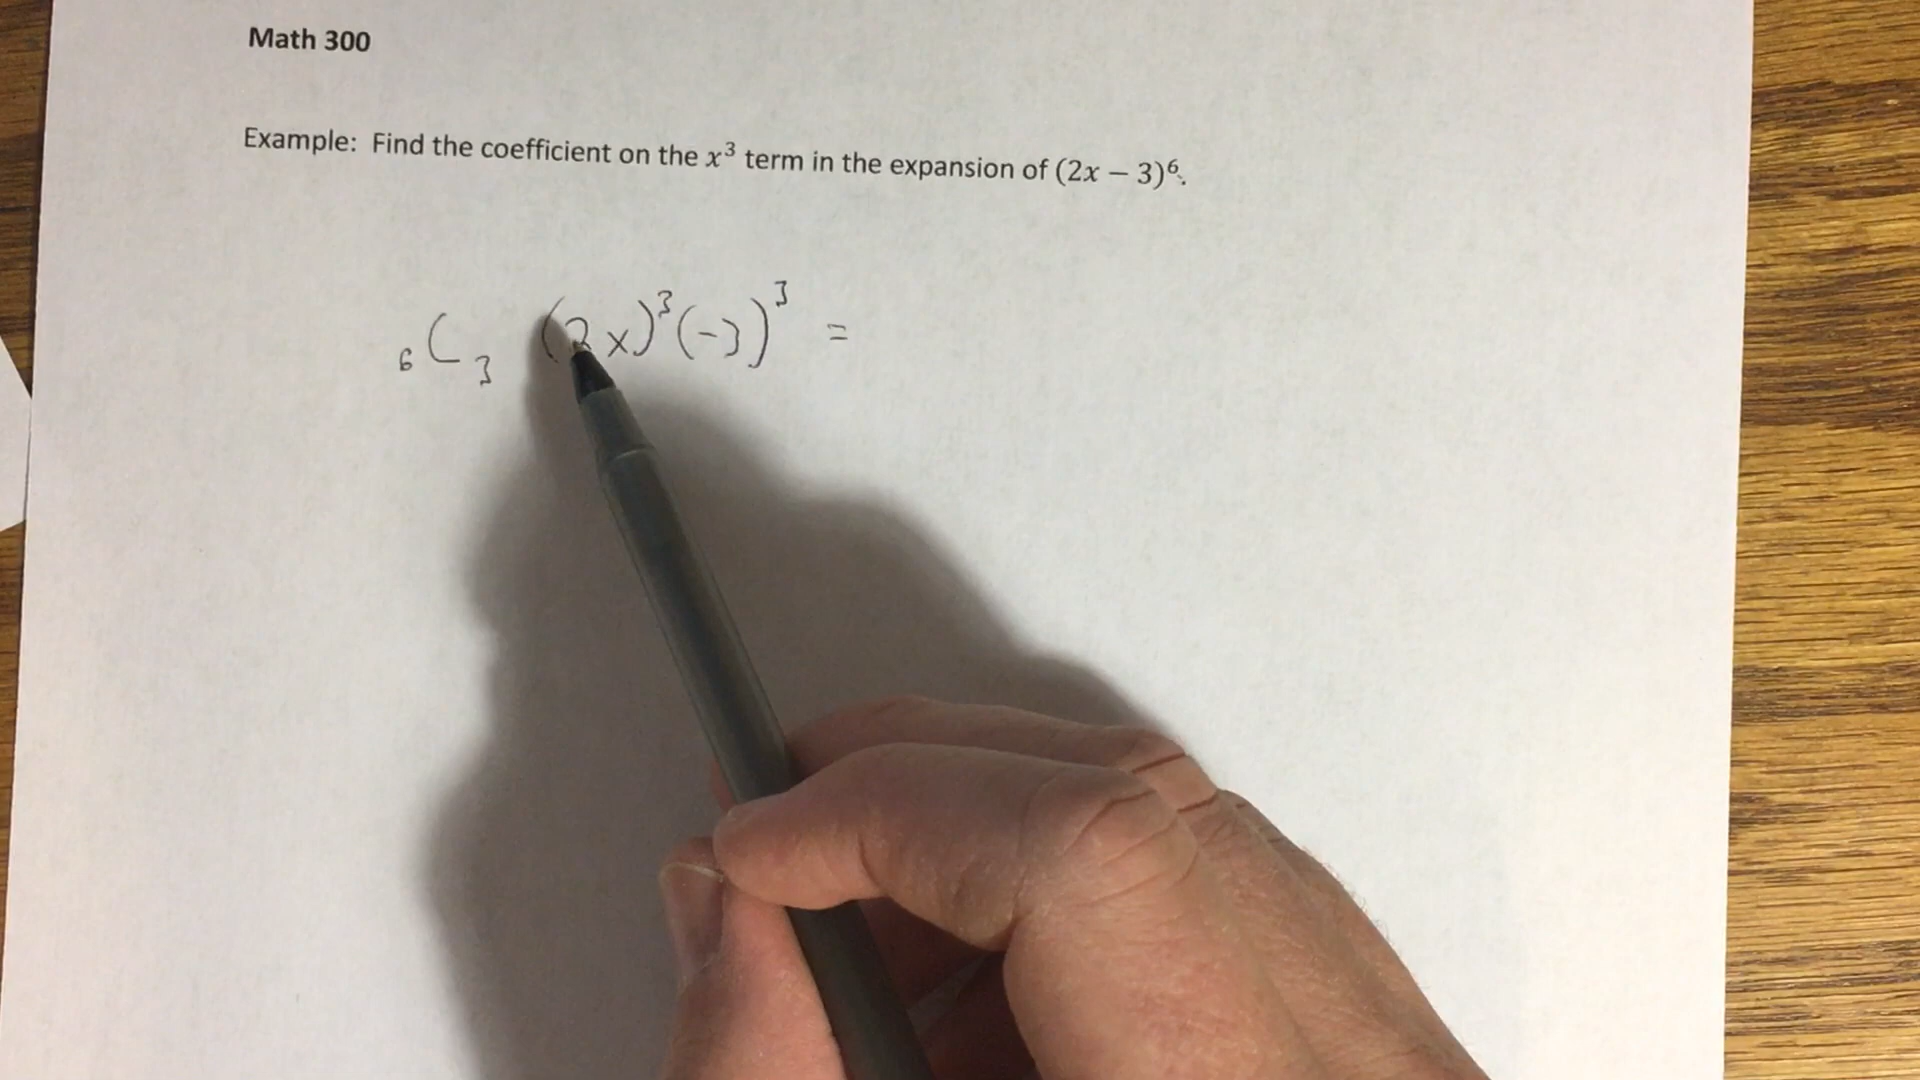 Math 300
Example: Find the coefficient on the x³ term in the expansion of (2x − 3)⁶.
₆C₃ (2x)³(-3)³ =